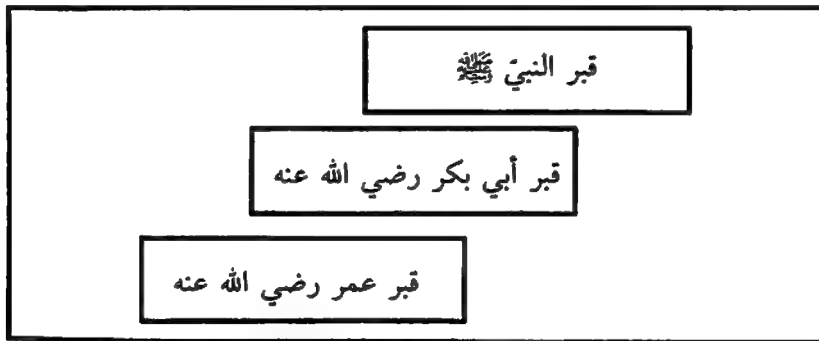 قبر النبيّ ﷺ
قبر أبي بكر رضي الله عنه
قبر عمر رضي الله عنه